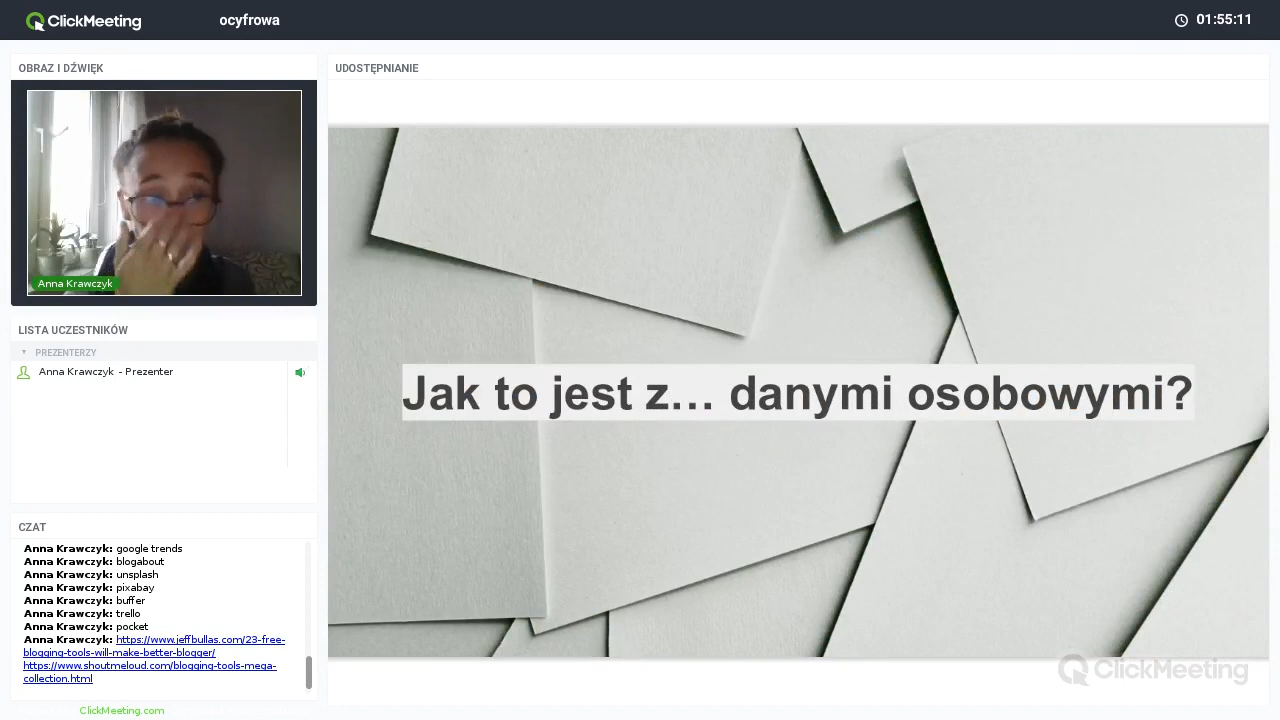 ClickMeeting
ocyfrowa
01:55:11
OBRAZ I DŹWIĘK
Anna Krawczyk
LISTA UCZESTNIKÓW
PREZENTERZY
Anna Krawczyk - Prezenter
CZAT
Anna Krawczyk: google trends
Anna Krawczyk: blogabout
Anna Krawczyk: unsplash
Anna Krawczyk: pixabay
Anna Krawczyk: buffer
Anna Krawczyk: trello
Anna Krawczyk: pocket
Anna Krawczyk: https://www.jeffbullas.com/23-free-
blogging-tools-will-make-better-blogger/
https://www.shoutmeloud.com/blogging-tools-mega-
collection.html
ClickMeeting.com
UDOSTĘPNIANIE
Jak to jest z... danymi osobowymi?
ClickMeeting